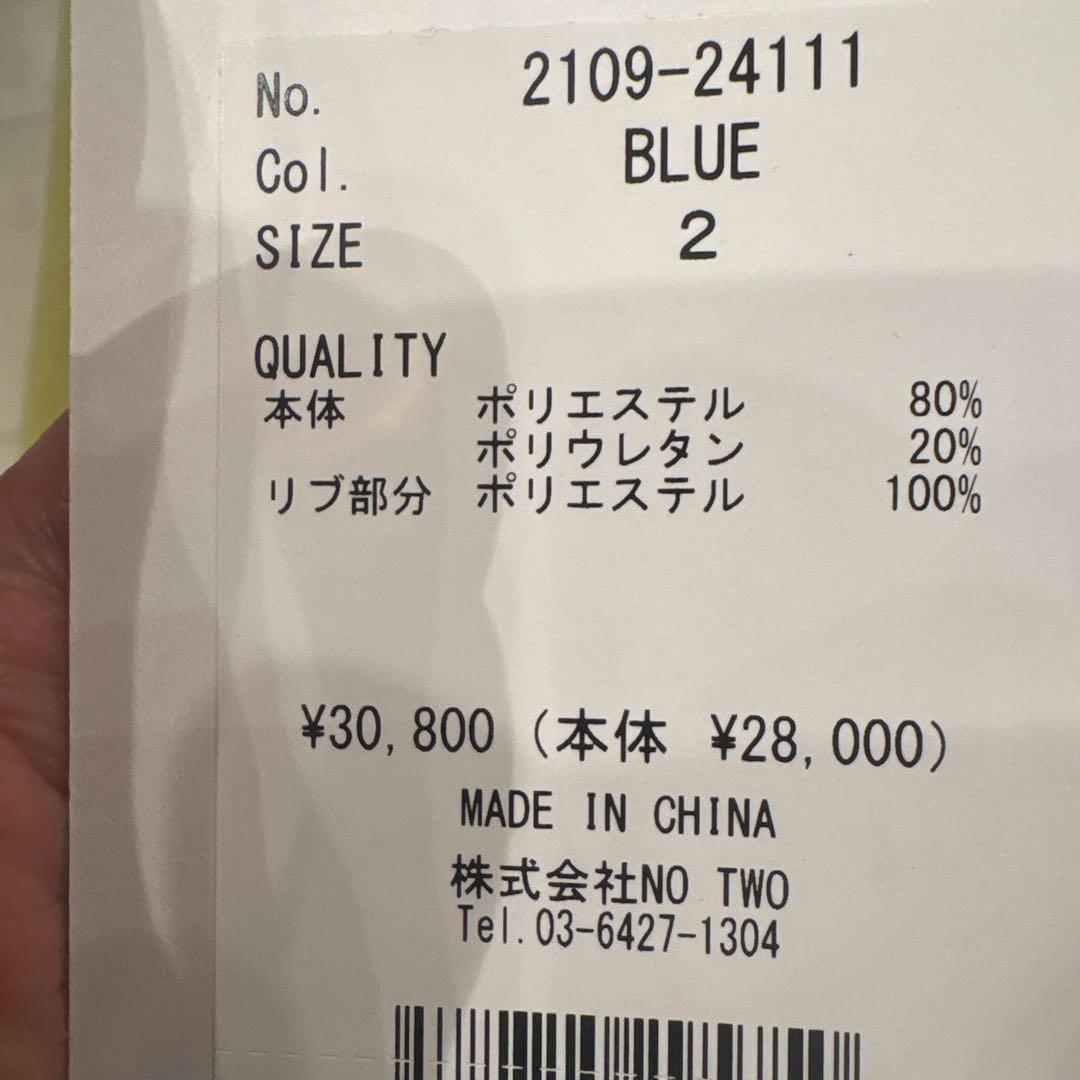 No. 2109-24111
Col. BLUE
SIZE 2
QUALITY
本体 ポリエステル 80%
ポリウレタン 20%
リブ部分 ポリエステル 100%
¥30,800 (本体 ¥28,000)
MADE IN CHINA
株式会社NO TWO
Tel.03-6427-1304